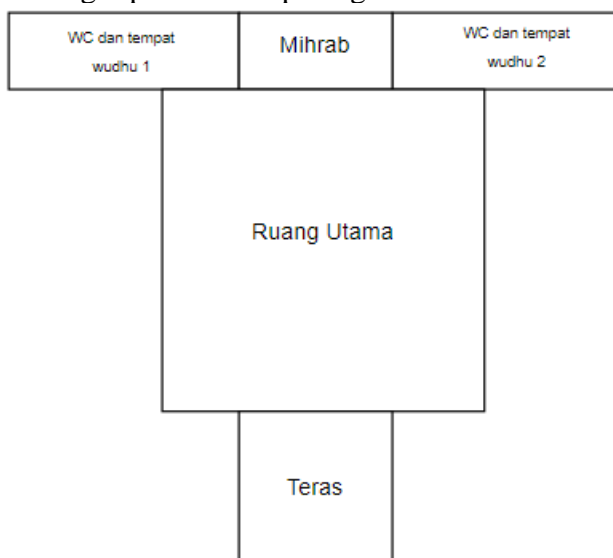 WC dan tempat
wudhu 1
Mihrab
WC dan tempat
wudhu 2
Ruang Utama
Teras